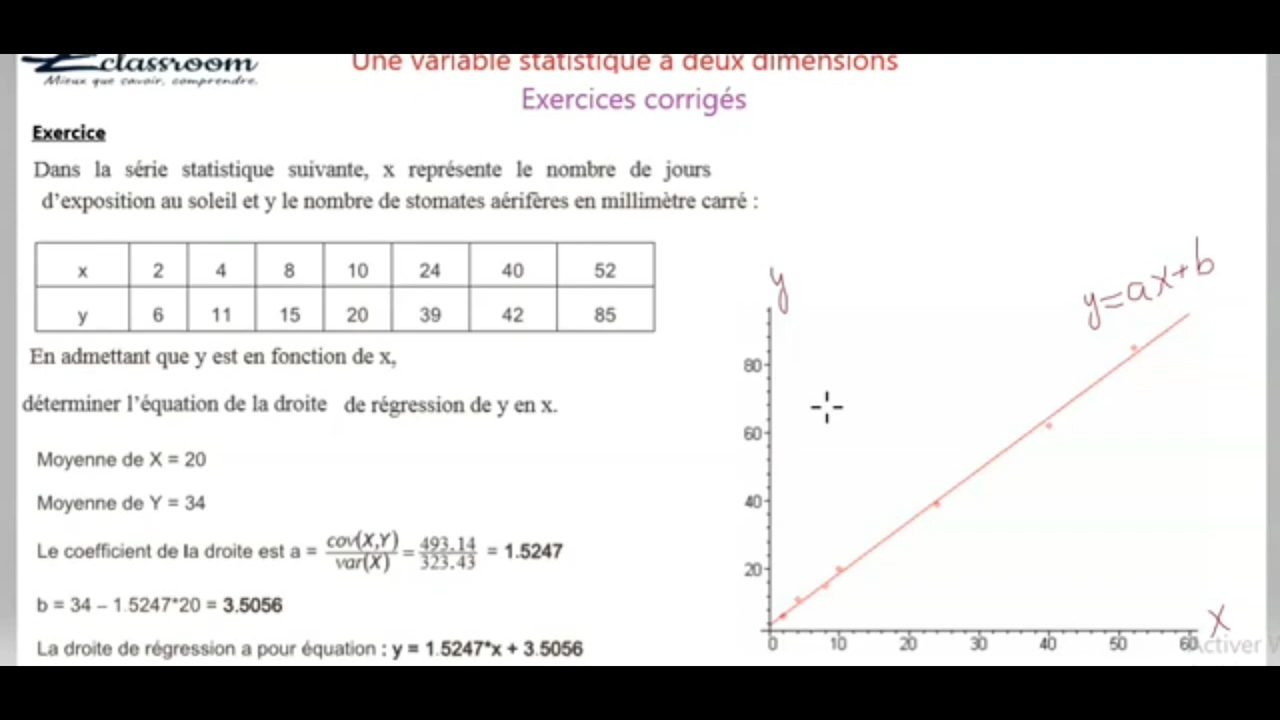 classroom
Mieux que savoir, comprendre.
Une variable statistique à deux dimensions
Exercices corrigés
Exercice
Dans la série statistique suivante, x représente le nombre de jours
d'exposition au soleil et y le nombre de stomates aérifères en millimètre carré :
x 2 4 8 10 24 40 52
y 6 11 15 20 39 42 85
En admettant que y est en fonction de x,
déterminer l'équation de la droite de régression de y en x.
Moyenne de X = 20
Moyenne de Y = 34
Le coefficient de la droite est a = cov(X,Y) / var(X) = 493.14 / 323.43 = 1.5247
b = 34 – 1.5247*20 = 3.5056
La droite de régression a pour équation : y = 1.5247*x + 3.5056
y
y=ax+b
80
60
40
20
0 10 20 30 40 50 60
x
Activer